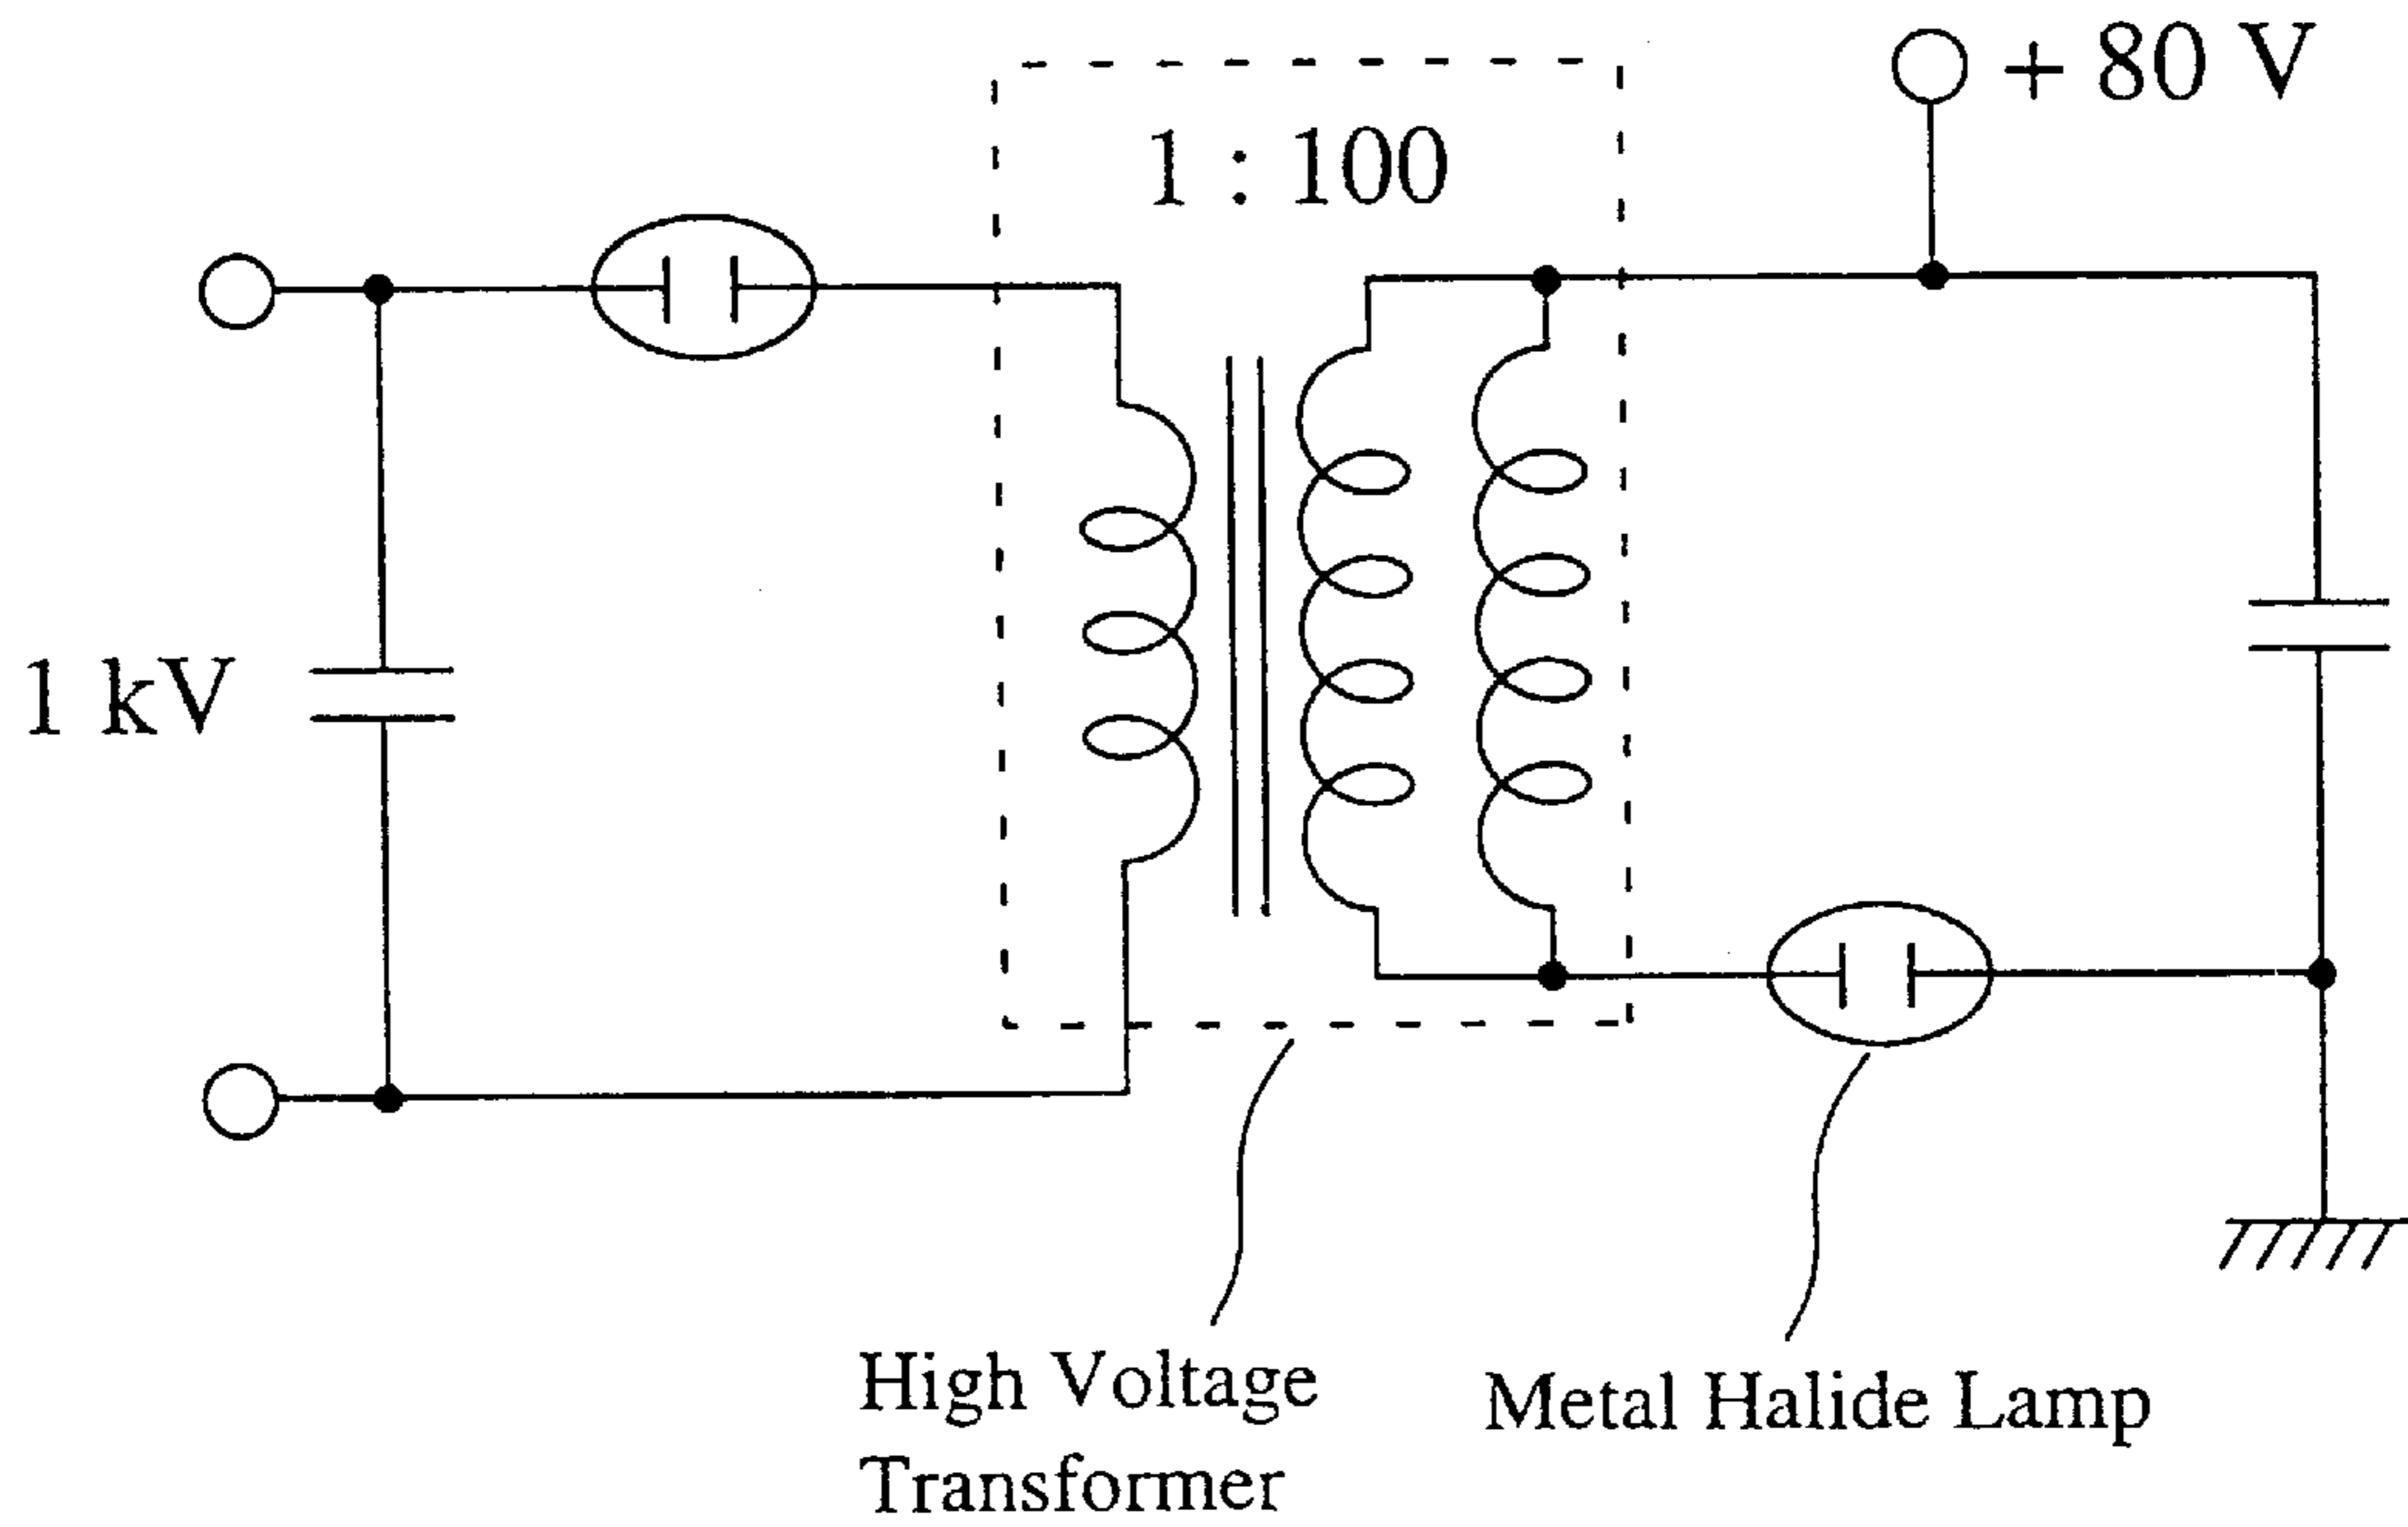 + 80 V
1 : 100
1 kV
High Voltage
Transformer
Metal Halide Lamp